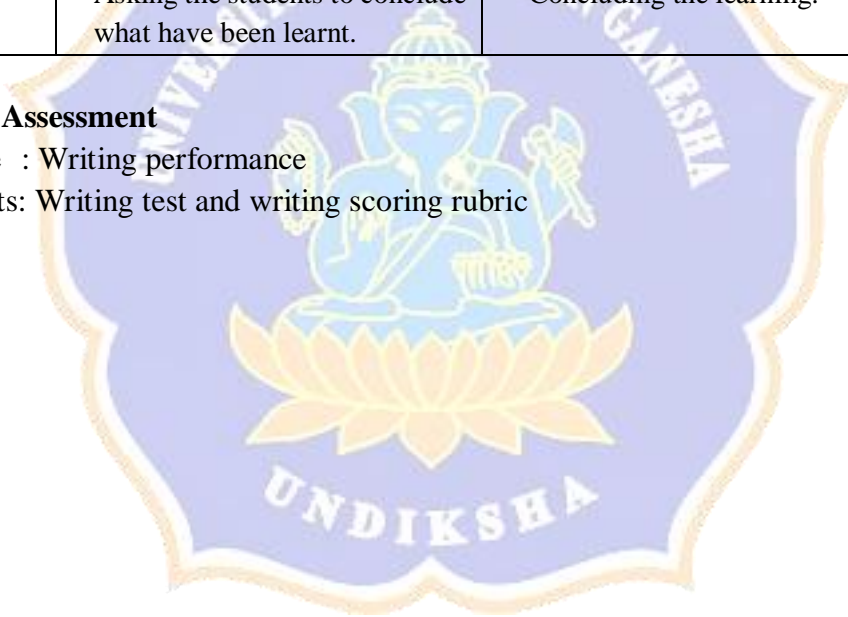 Asking the students to conclude
what have been learnt.
Concluding the learning.
Assessment
: Writing performance
ts: Writing test and writing scoring rubric
GANESHA
UNDIKSHA